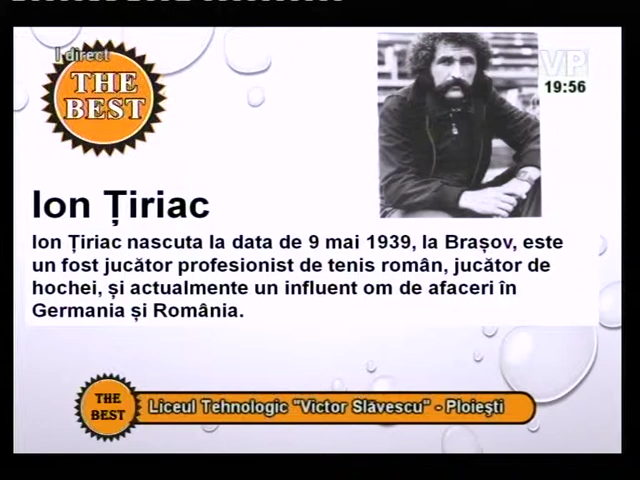 I direct
THE
BEST
VP
19:56
Ion Țiriac
Ion Țiriac nascuta la data de 9 mai 1939, la Brașov, este
un fost jucător profesionist de tenis român, jucător de
hochei, și actualmente un influent om de afaceri în
Germania și România.
THE
BEST
Liceul Tehnologic "Victor Slăvescu" - Ploieşti